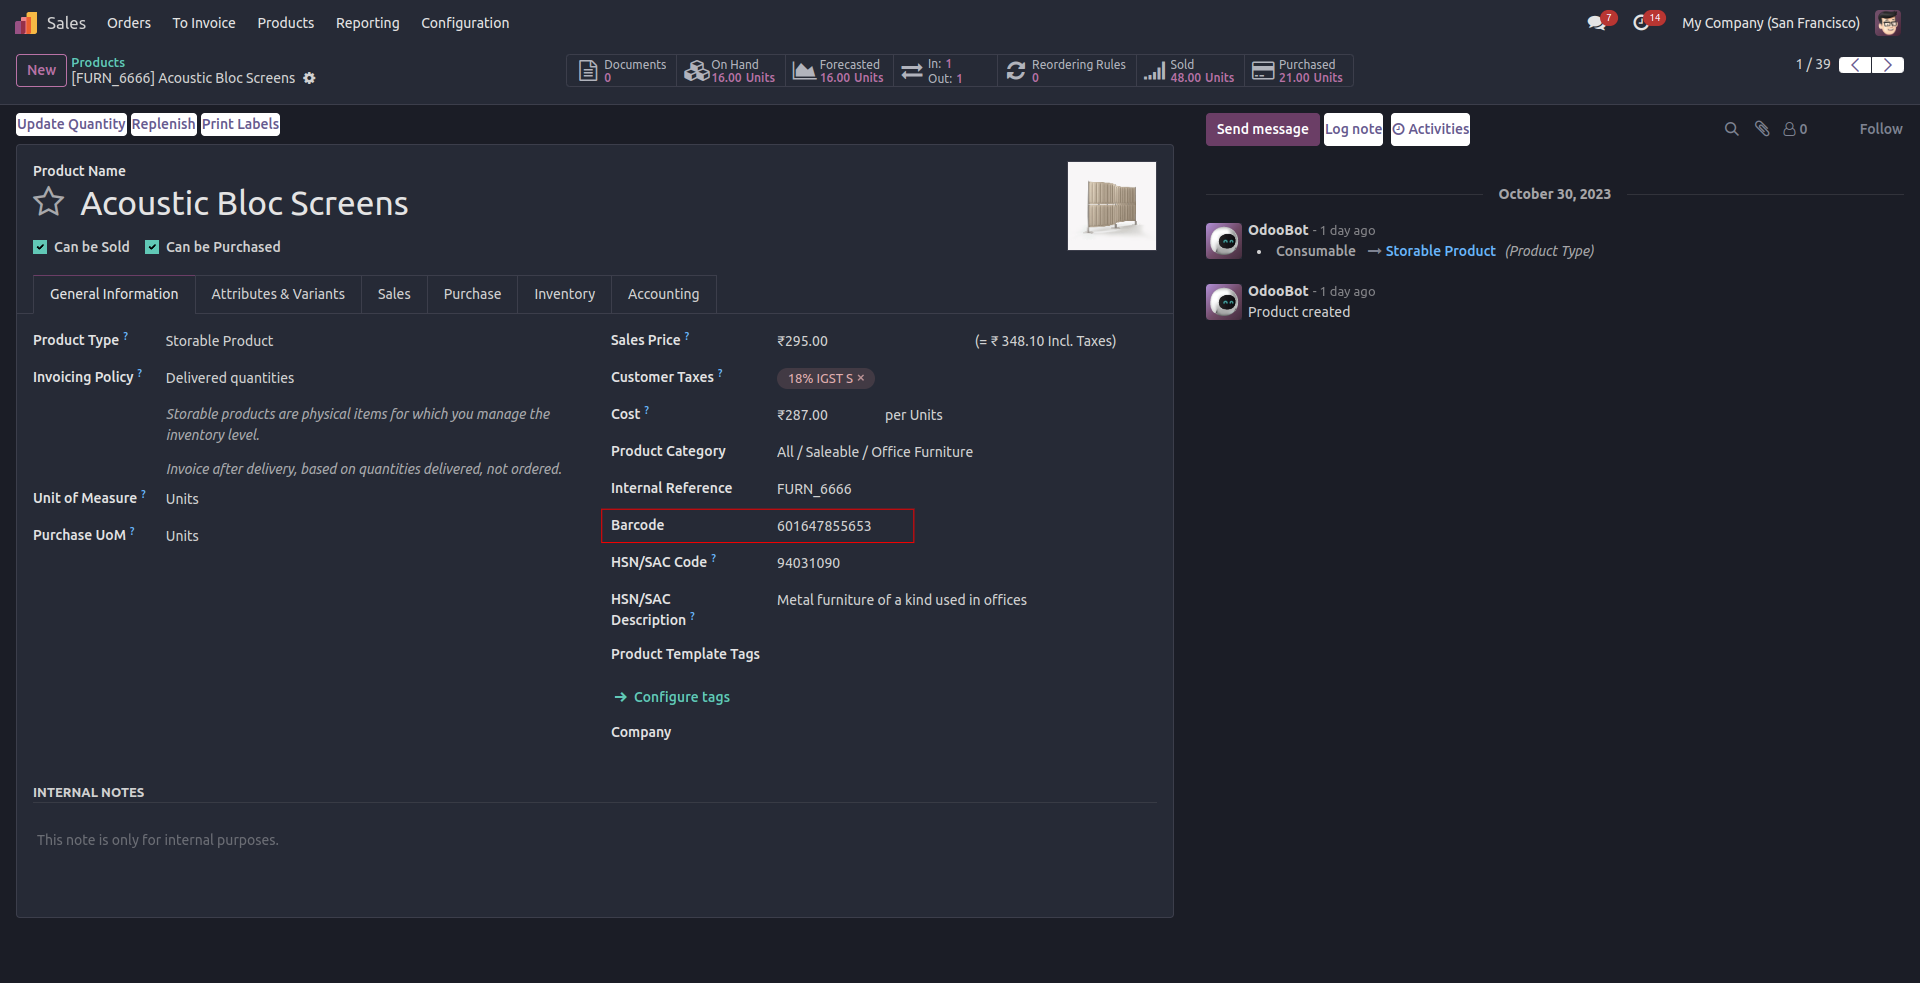 Sales Orders To Invoice Products Reporting Configuration 7 14 My Company (San Francisco)
New Products
[FURN_6666] Acoustic Bloc Screens
Documents
0
On Hand
16.00 Units
Forecasted
16.00 Units
In: 1
Out: 1
Reordering Rules
0
Sold
48.00 Units
Purchased
21.00 Units
1 / 39
Update Quantity Replenish Print Labels
Send message Log note Activities 0 Follow
Product Name
Acoustic Bloc Screens
Can be Sold Can be Purchased
General Information Attributes & Variants Sales Purchase Inventory Accounting
Product Type ? Storable Product
Invoicing Policy ? Delivered quantities
Storable products are physical items for which you manage the
inventory level.
Invoice after delivery, based on quantities delivered, not ordered.
Unit of Measure ? Units
Purchase UoM ? Units
Sales Price ? ₹295.00 (= ₹ 348.10 Incl. Taxes)
Customer Taxes ? 18% IGST S ×
Cost ? ₹287.00 per Units
Product Category All / Saleable / Office Furniture
Internal Reference FURN_6666
Barcode 601647855653
HSN/SAC Code ? 94031090
HSN/SAC
Description ? Metal furniture of a kind used in offices
Product Template Tags
Configure tags
Company
INTERNAL NOTES
This note is only for internal purposes.
October 30, 2023
OdooBot - 1 day ago
• Consumable → Storable Product (Product Type)
OdooBot - 1 day ago
Product created